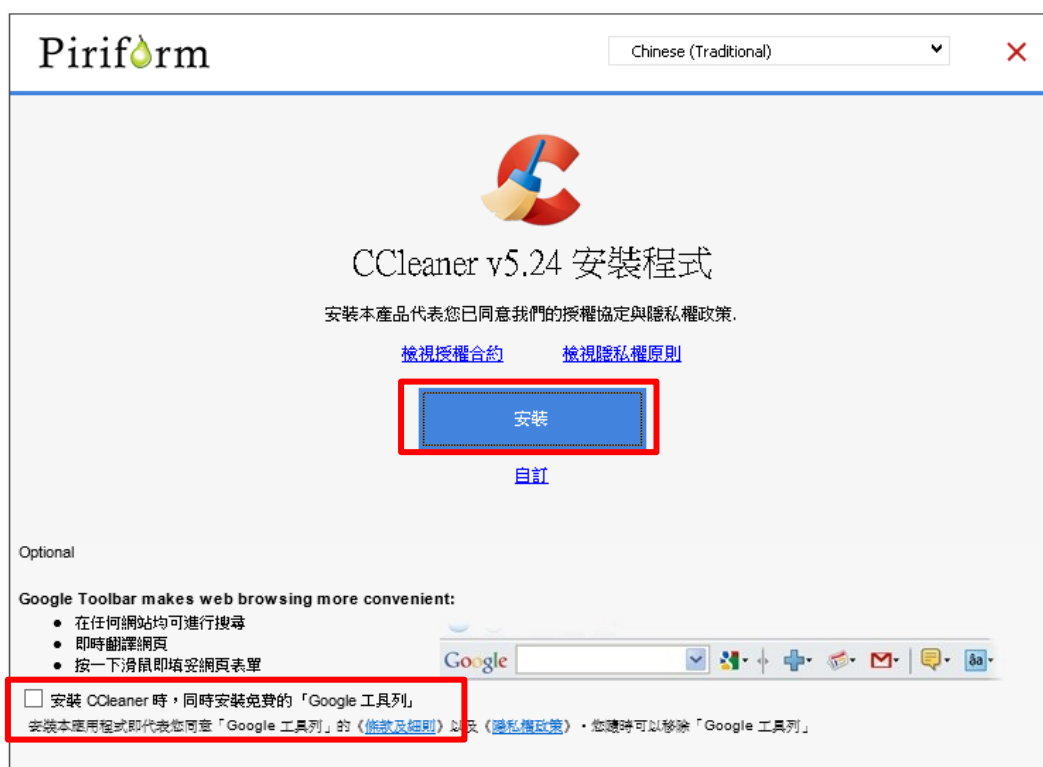 Piriform
Chinese (Traditional)
CCleaner v5.24 安裝程式
安裝本產品代表您已同意我們的授權協定與隱私權政策.
檢視授權合約 檢視隱私權原則
安裝
自訂
Optional
Google Toolbar makes web browsing more convenient:
● 在任何網站均可進行搜尋
● 即時翻譯網頁
● 按一下滑鼠即填妥網頁表單
Google
âa
安裝 CCleaner 時，同時安裝免費的「Google 工具列」
安裝本應用程式即代表您同意「Google 工具列」的《條款及細則》以及《隱私權政策》。您隨時可以移除「Google 工具列」